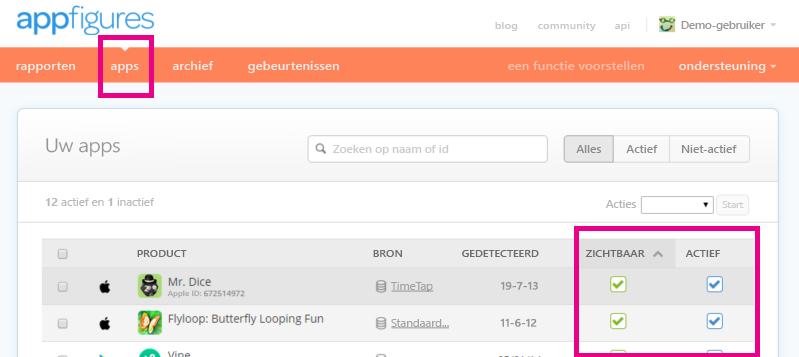 appfigures
blog community api Demo-gebruiker
rapporten apps archief gebeurtenissen een functie voorstellen ondersteuning
Uw apps Zoeken op naam of id Alles Actief Niet-actief
12 actief en 1 inactief Acties Start
PRODUCT BRON GEDETECTEERD ZICHTBAAR ACTIEF
Mr. Dice TimeTap 19-7-13
Apple ID: 672514972
Flyloop: Butterfly Looping Fun Standaard... 11-6-12
Vine